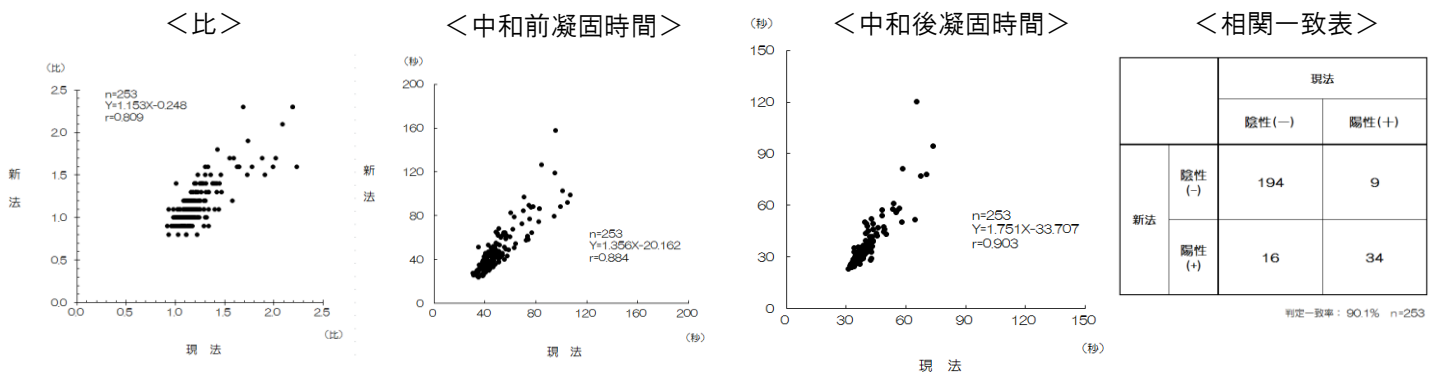 ＜比＞
（比）
2.5
2.0
1.5
1.0
0.5
0.0
0.0 0.5 1.0 1.5 2.0 2.5
（比）
n=253
Y=1.153X-0.248
r=0.809
新法
現 法
＜中和前凝固時間＞
（秒）
200
160
120
80
40
0
0 40 80 120 160 200
（秒）
n=253
Y=1.356X-20.162
r=0.884
新法
現 法
＜中和後凝固時間＞
（秒）
150
120
90
60
30
0
0 30 60 90 120 150
（秒）
n=253
Y=1.751X-33.707
r=0.903
現 法
＜相関一致表＞
現法
陰性(－) 陽性(＋)
新法
陰性
(-)
194 9
陽性
(+)
16 34
判定一致率： 90.1% n=253